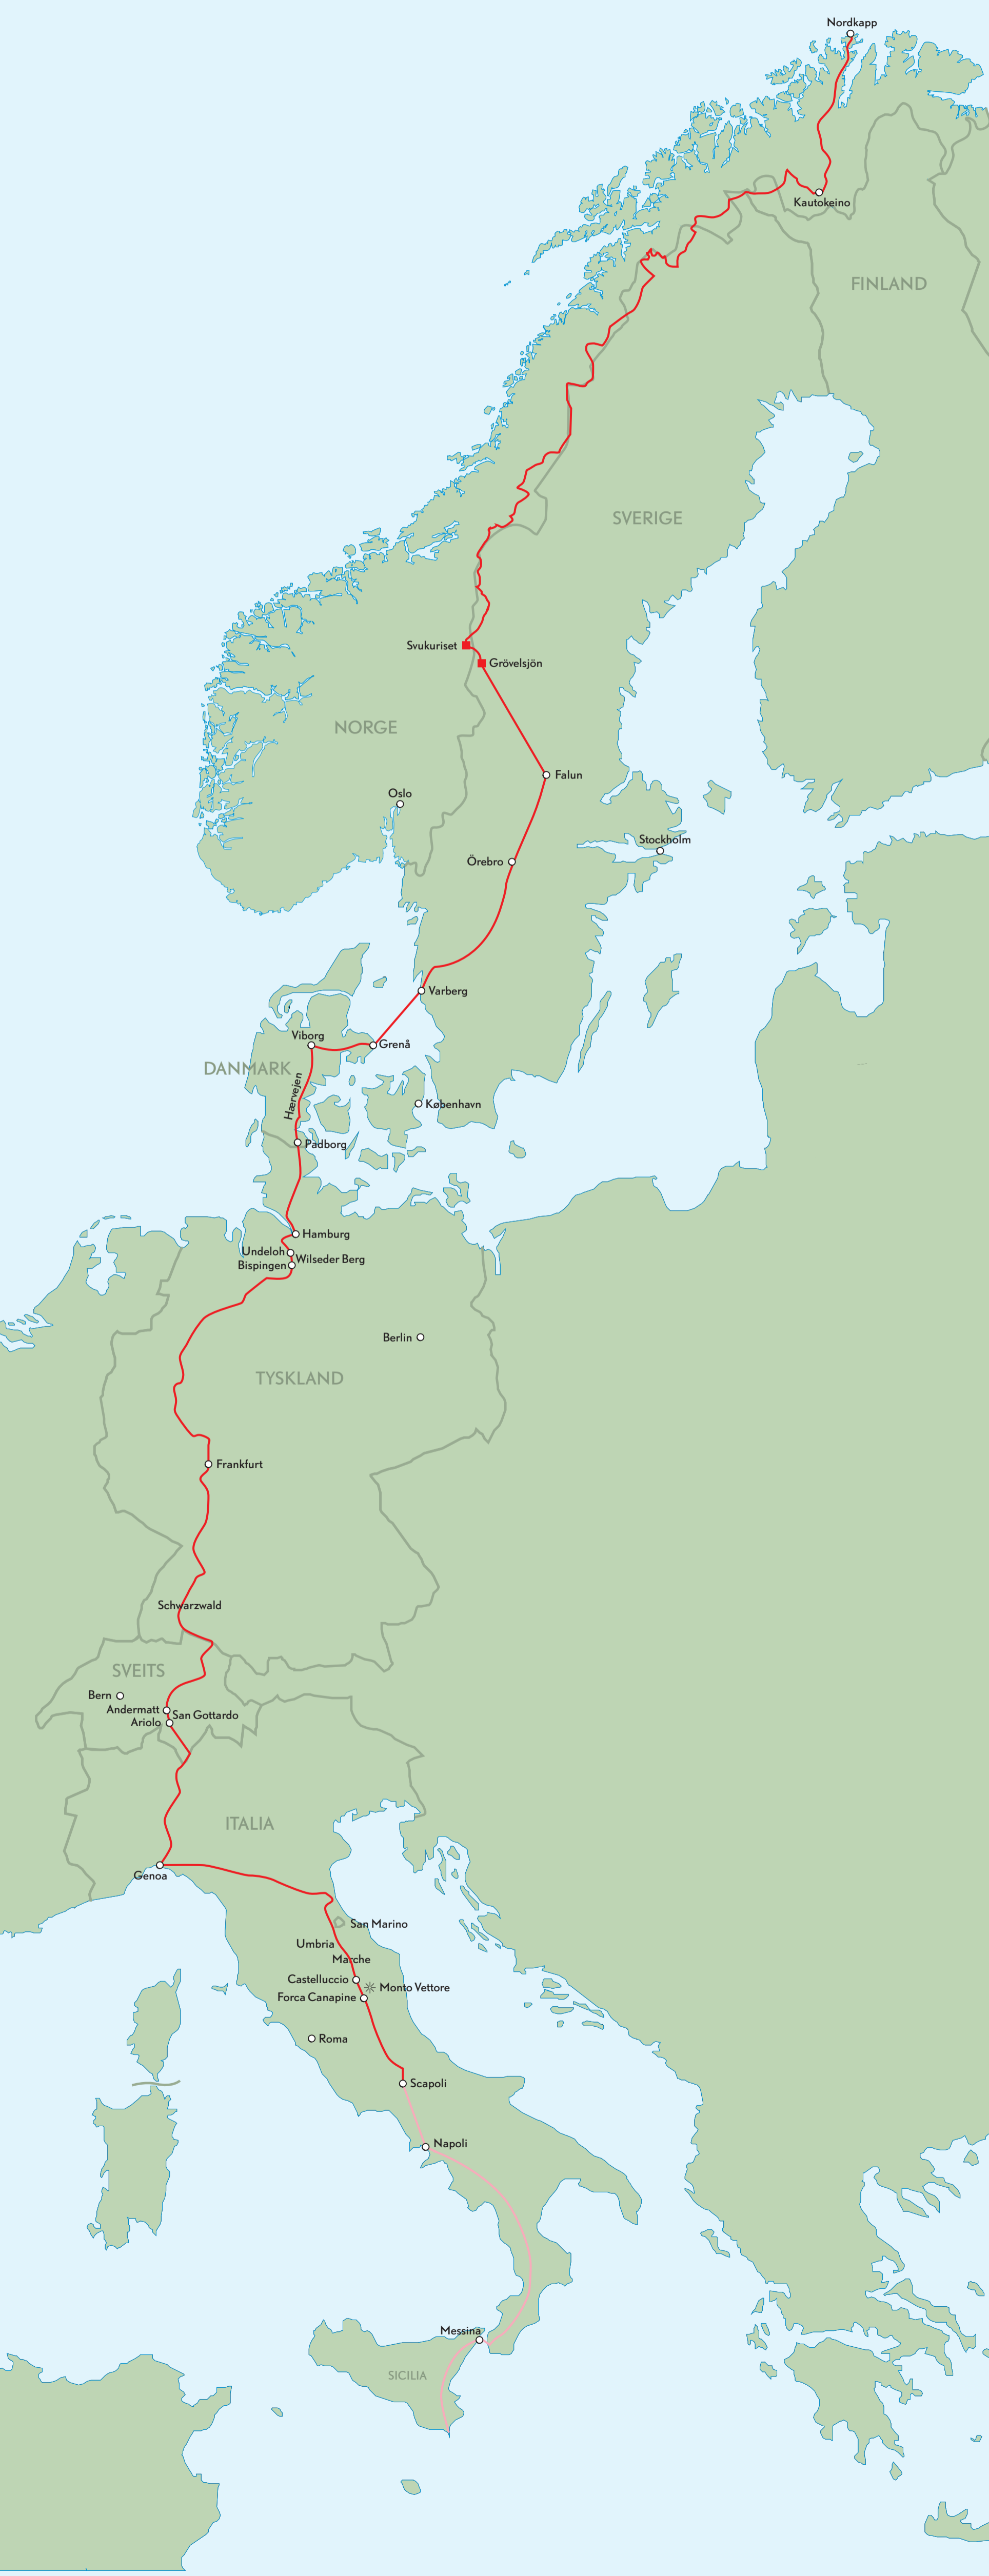 Nordkapp
Kautokeino
FINLAND
SVERIGE
Svukuriset
Grövelsjön
NORGE
Falun
Oslo
Stockholm
Örebro
Varberg
Viborg
Grenå
DANMARK
Hærvejen
København
Padborg
Hamburg
Undeloh
Wilseder Berg
Bispingen
Berlin
TYSKLAND
Frankfurt
Schwarzwald
SVEITS
Bern
Andermatt
San Gottardo
Ariolo
ITALIA
Genoa
San Marino
Umbria
Marche
Castelluccio
Monto Vettore
Forca Canapine
Roma
Scapoli
Napoli
Messina
SICILIA